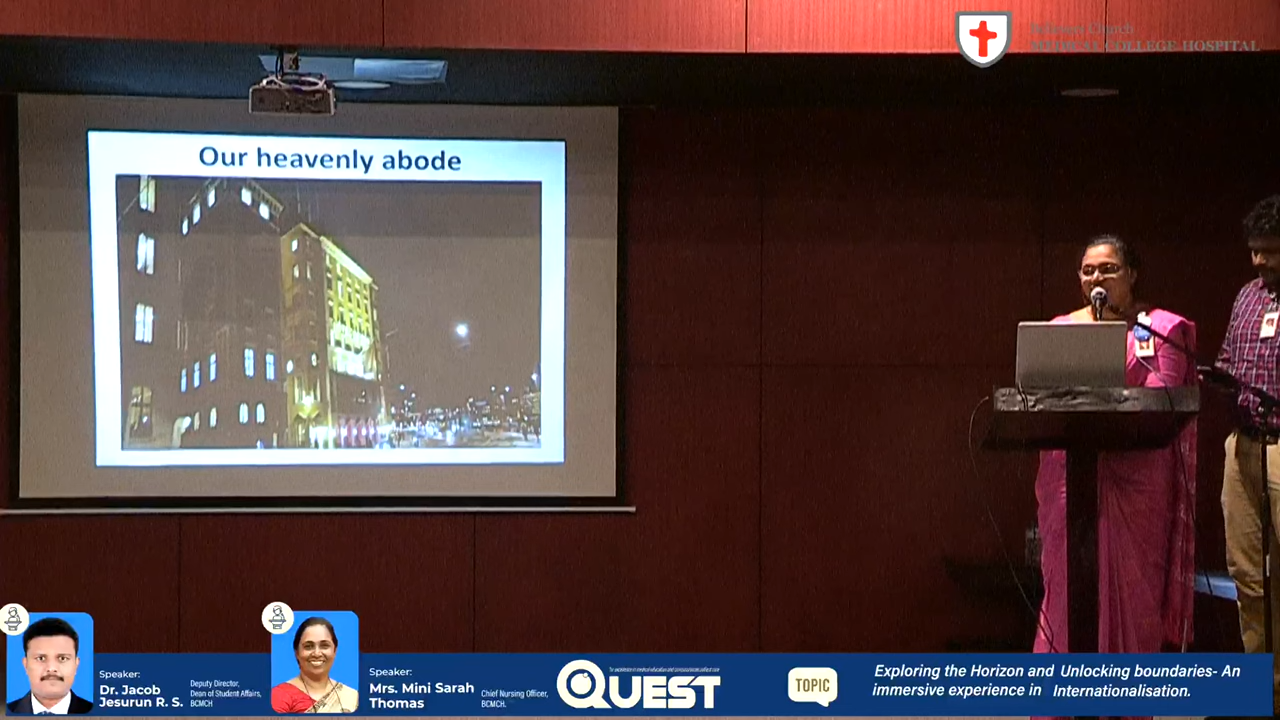 Believers Church
MEDICAL COLLEGE HOSPITAL
Our heavenly abode
Speaker:
Dr. Jacob
Jesurun R. S.
Deputy Director,
Dean of Student Affairs,
BCMCH
Speaker:
Mrs. Mini Sarah
Thomas
Chief Nursing Officer,
BCMCH.
QUEST
TOPIC
Exploring the Horizon and Unlocking boundaries- An
immersive experience in Internationalisation.